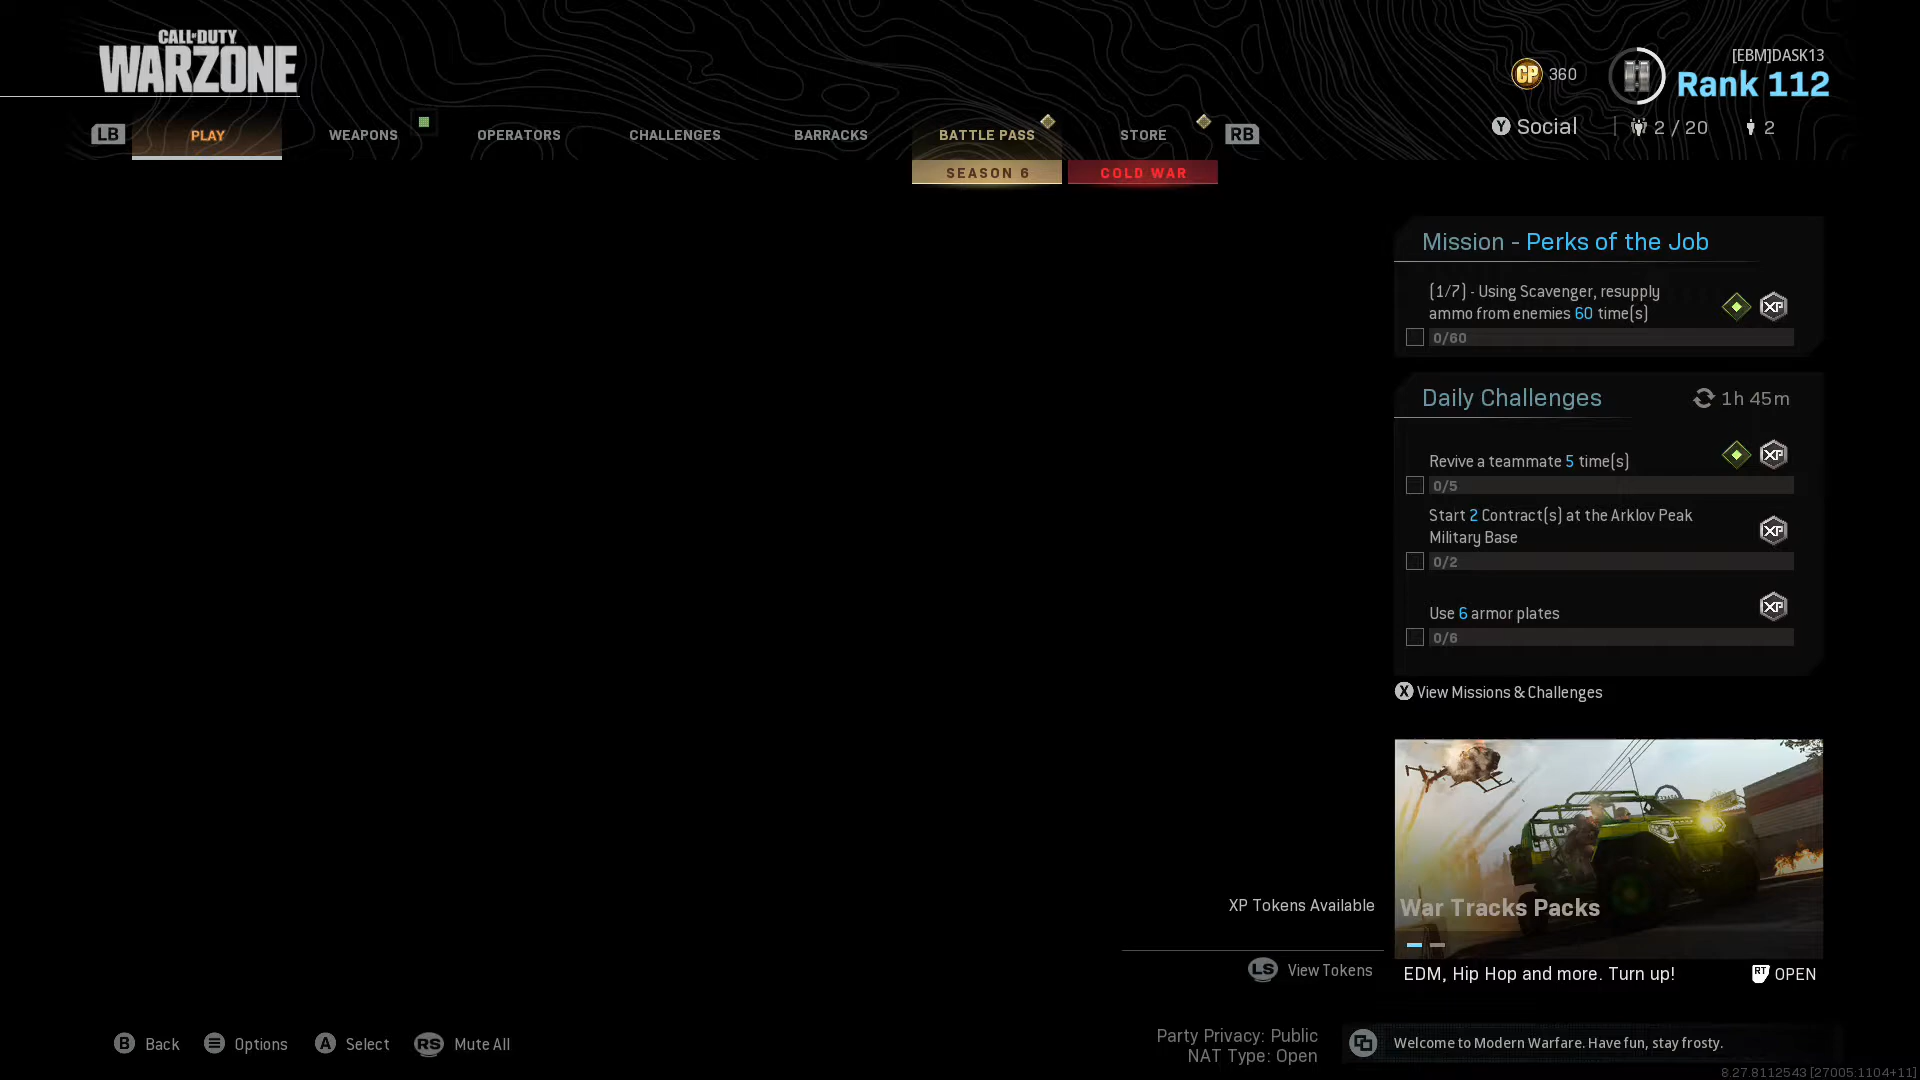 CALL OF DUTY
WARZONE
CP 360
[EBM]DASK13
Rank 112
Y Social
2 / 20
2
LB
PLAY
WEAPONS
OPERATORS
CHALLENGES
BARRACKS
BATTLE PASS
STORE
RB
SEASON 6
COLD WAR
Mission - Perks of the Job
(1/7) - Using Scavenger, resupply
ammo from enemies 60 time(s)
XP
0/60
Daily Challenges
1h 45m
Revive a teammate 5 time(s)
XP
0/5
Start 2 Contract(s) at the Arklov Peak
Military Base
XP
0/2
Use 6 armor plates
XP
0/6
X View Missions & Challenges
War Tracks Packs
XP Tokens Available
LS View Tokens
EDM, Hip Hop and more. Turn up!
RT OPEN
B Back
Options
A Select
RS Mute All
Party Privacy: Public
NAT Type: Open
Welcome to Modern Warfare. Have fun, stay frosty.
8.27.8112543 [27005:1104+11]